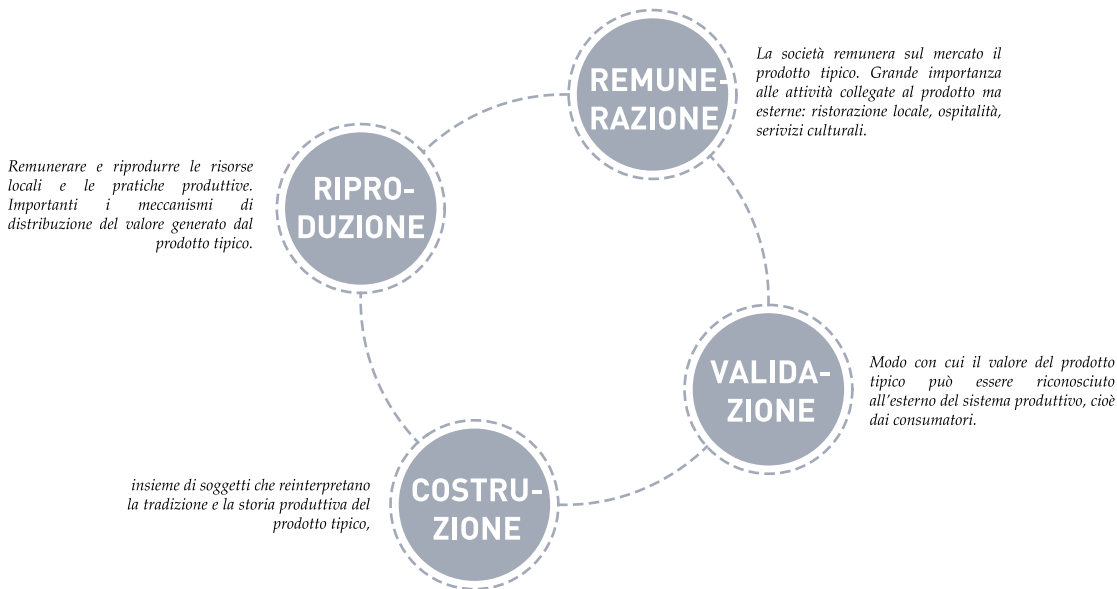 REMUNE-
RAZIONE
La società remunera sul mercato il
prodotto tipico. Grande importanza
alle attività collegate al prodotto ma
esterne: ristorazione locale, ospitalità,
serivizi culturali.
Remunerare e riprodurre le risorse
locali e le pratiche produttive.
Importanti i meccanismi di
distribuzione del valore generato dal
prodotto tipico.
RIPRO-
DUZIONE
VALIDA-
ZIONE
Modo con cui il valore del prodotto
tipico può essere riconosciuto
all'esterno del sistema produttivo, cioè
dai consumatori.
insieme di soggetti che reinterpretano
la tradizione e la storia produttiva del
prodotto tipico,
COSTRU-
ZIONE